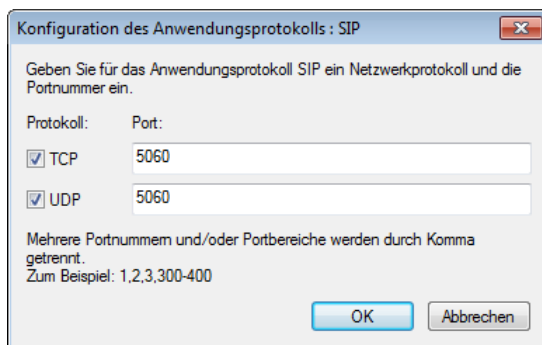 Konfiguration des Anwendungsprotokolls : SIP
Geben Sie für das Anwendungsprotokoll SIP ein Netzwerkprotokoll und die
Portnummer ein.
Protokoll: Port:
TCP 5060
UDP 5060
Mehrere Portnummern und/oder Portbereiche werden durch Komma
getrennt.
Zum Beispiel: 1,2,3,300-400
OK Abbrechen